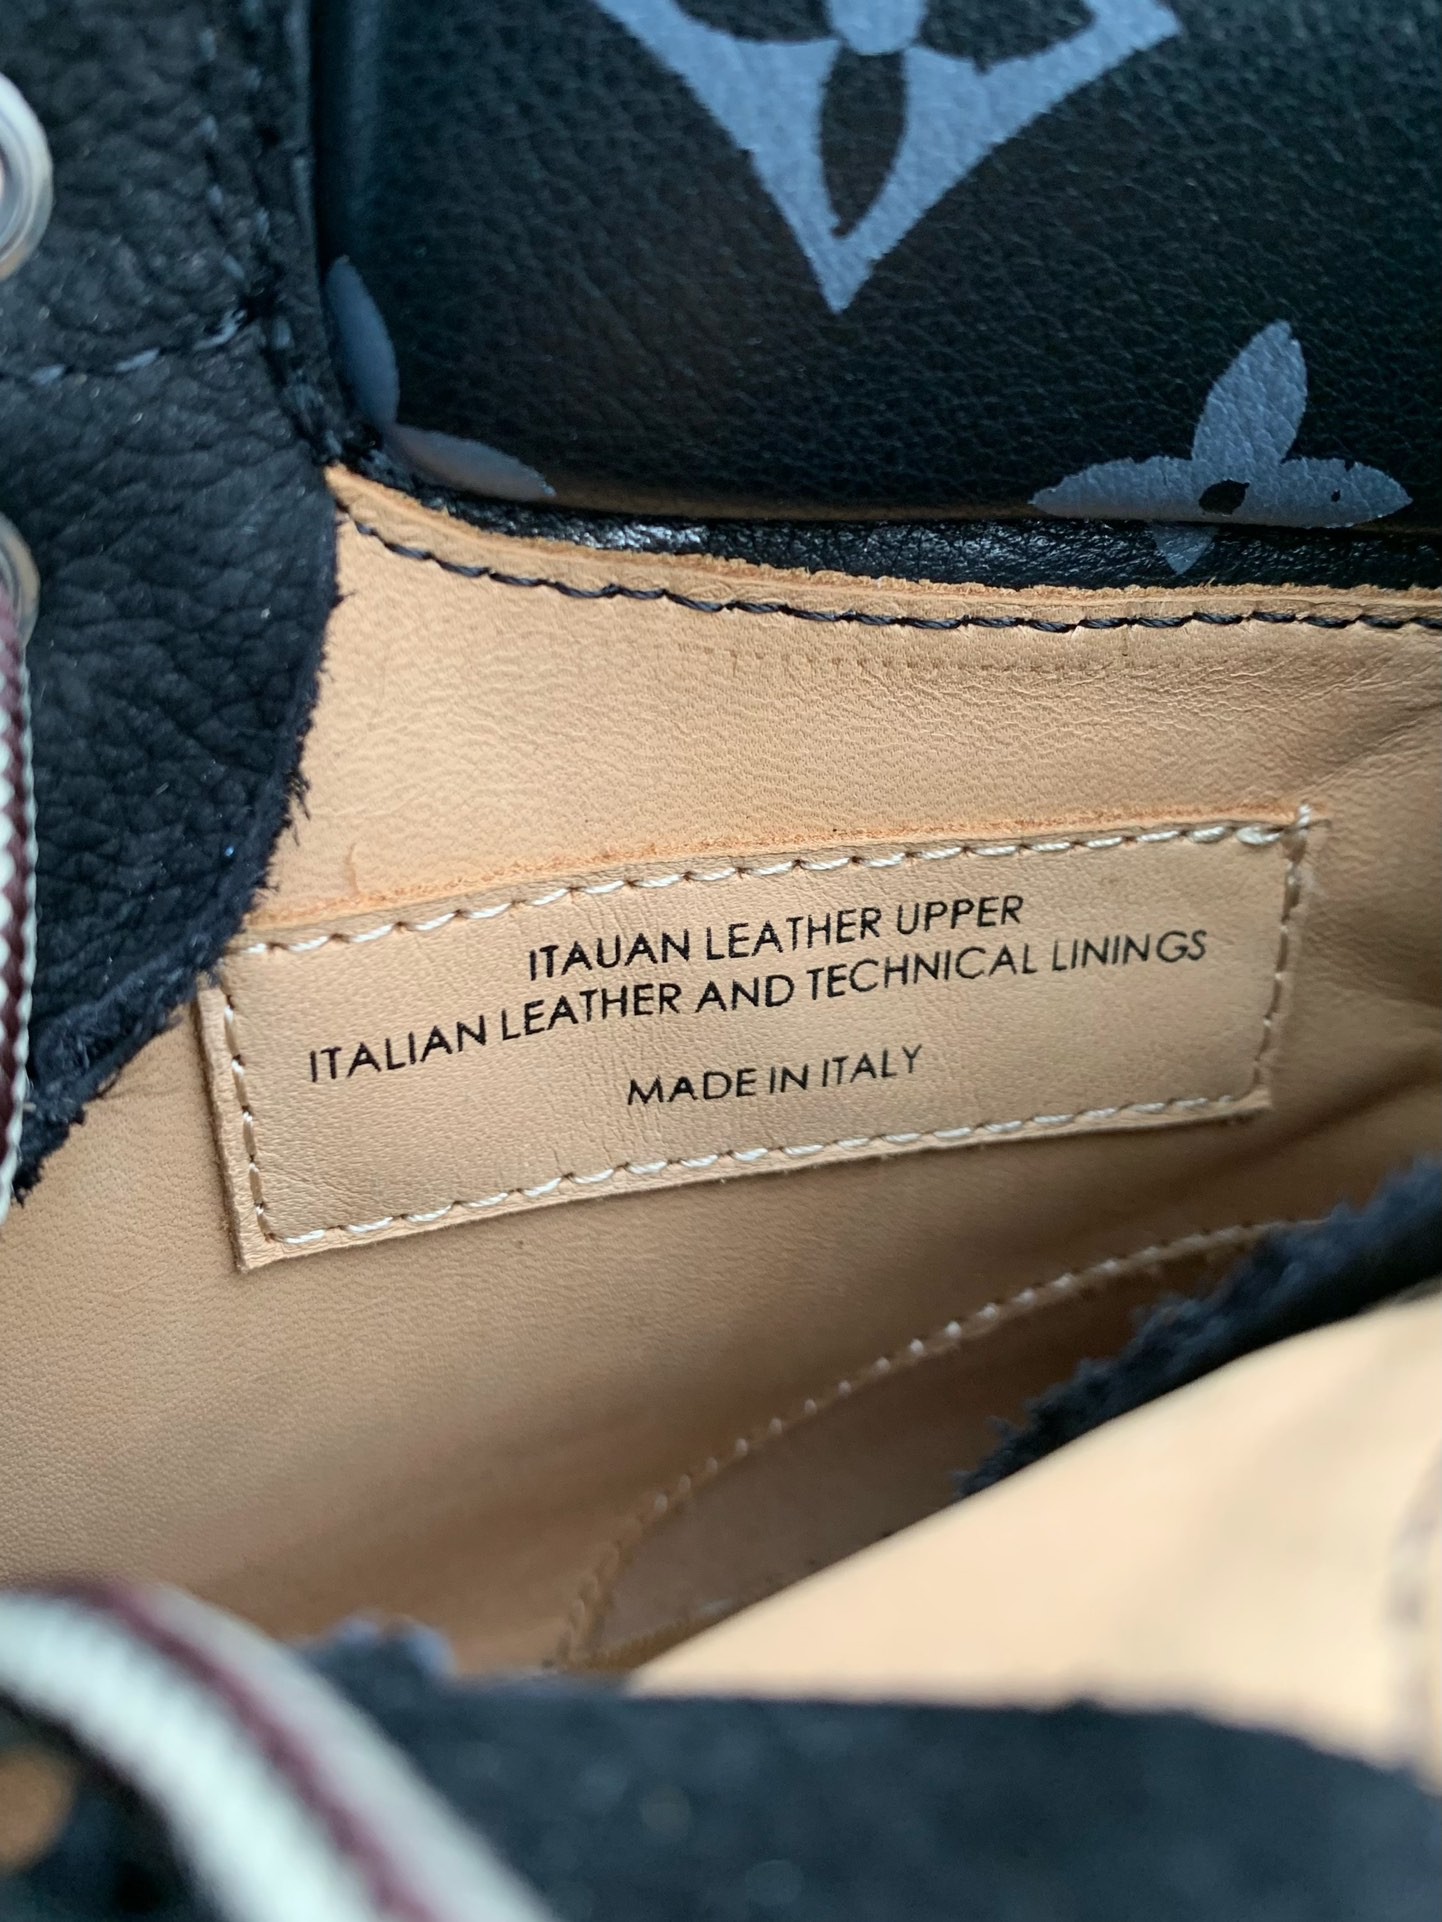 ITAUAN LEATHER UPPER
ITALIAN LEATHER AND TECHNICAL LININGS
MADE IN ITALY